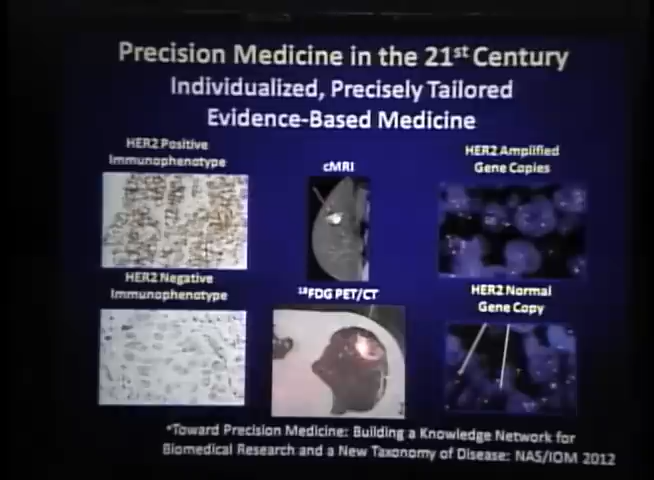 Precision Medicine in the 21st Century
Individualized, Precisely Tailored
Evidence-Based Medicine
HER2 Positive
Immunophenotype
cMRI
HER2 Amplified
Gene Copies
HER2 Negative
Immunophenotype
18FDG PET/CT
HER2 Normal
Gene Copy
*Toward Precision Medicine: Building a Knowledge Network for
Biomedical Research and a New Taxonomy of Disease; NAS/IOM 2012